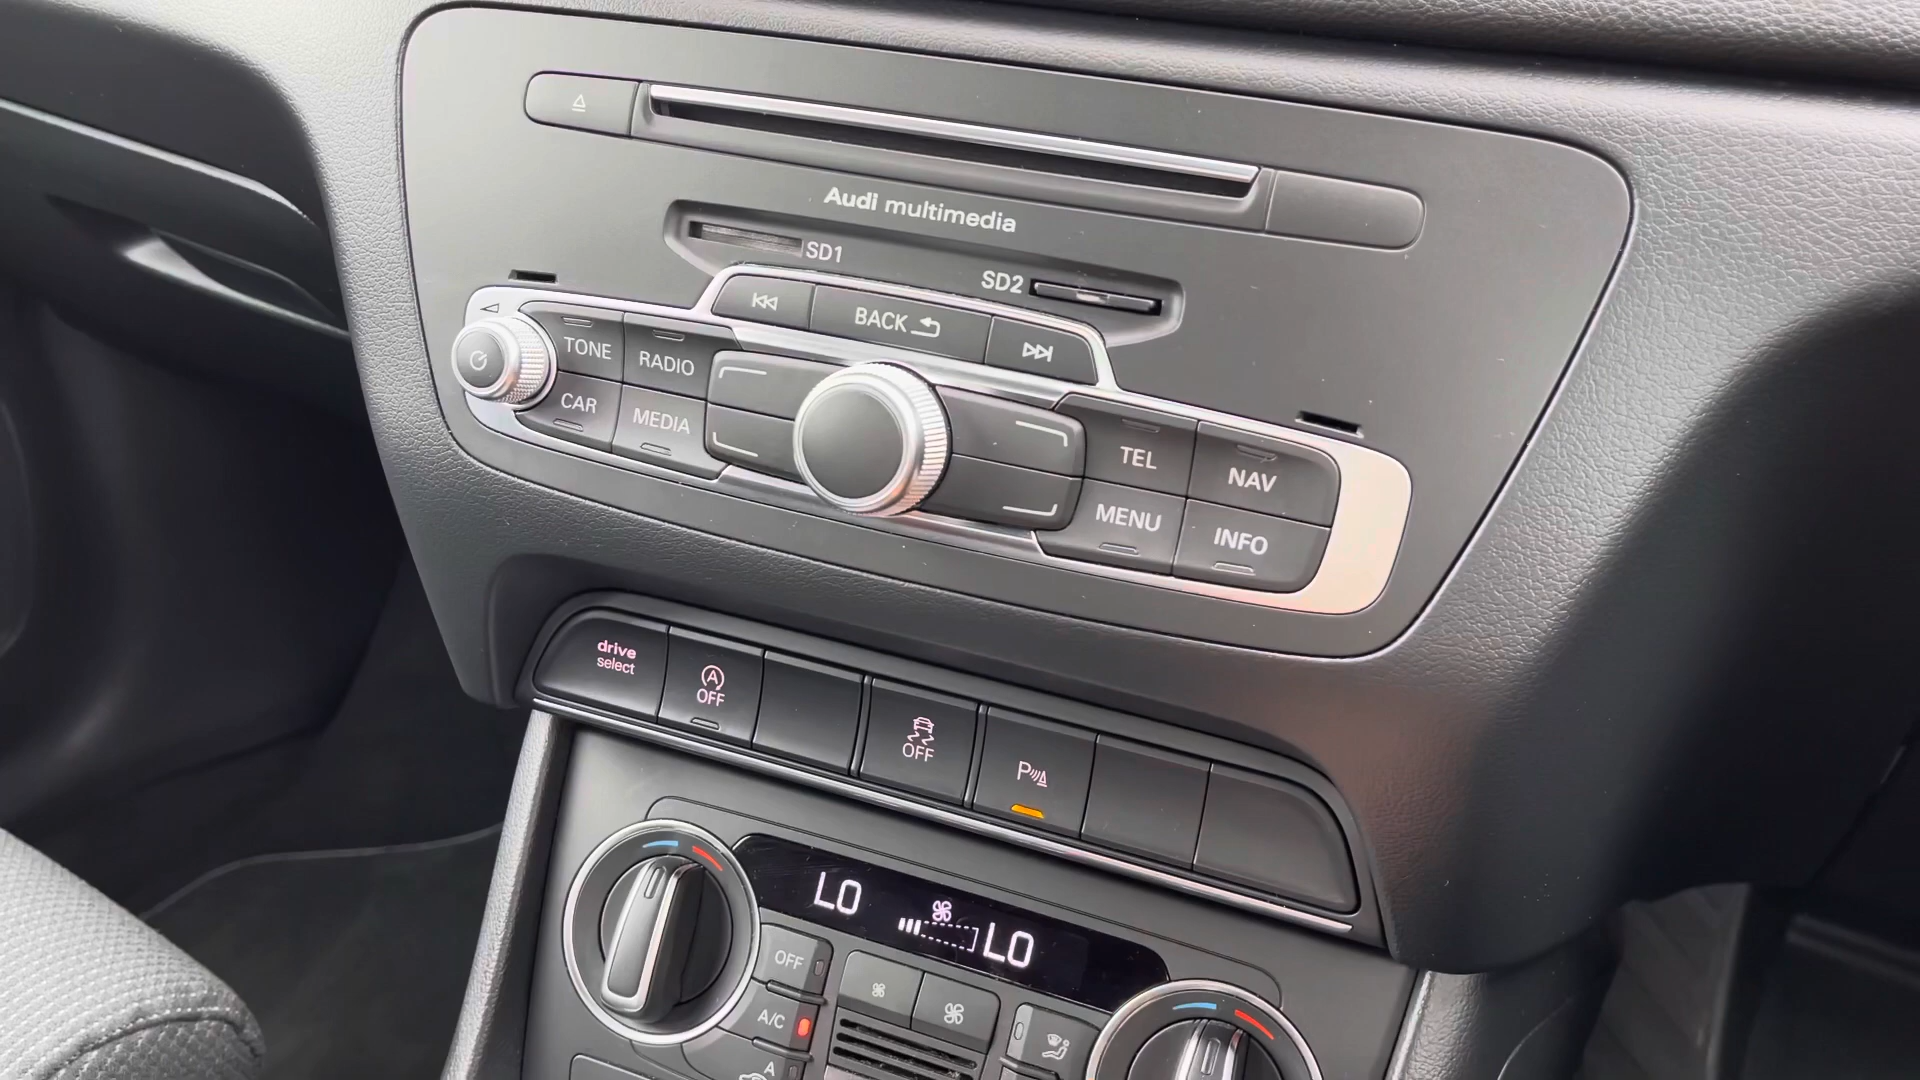 Audi multimedia
SD1
SD2
BACK
TONE
RADIO
CAR
MEDIA
TEL
NAV
MENU
INFO
drive
select
A
OFF
OFF
P
LO
LO
OFF
A/C
A